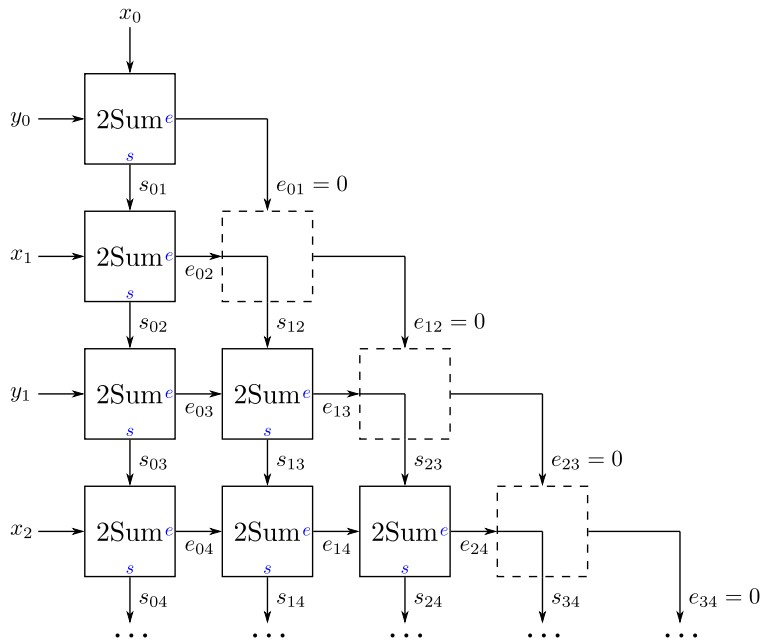 x₀
y₀ 2Sum e
s
s₀₁ e₀₁ = 0
x₁ 2Sum e e₀₂
s
s₀₂ s₁₂ e₁₂ = 0
y₁ 2Sum e e₀₃ 2Sum e e₁₃
s s
s₀₃ s₁₃ s₂₃ e₂₃ = 0
x₂ 2Sum e e₀₄ 2Sum e e₁₄ 2Sum e e₂₄
s s s
s₀₄ s₁₄ s₂₄ s₃₄ e₃₄ = 0
... ... ... ... ...